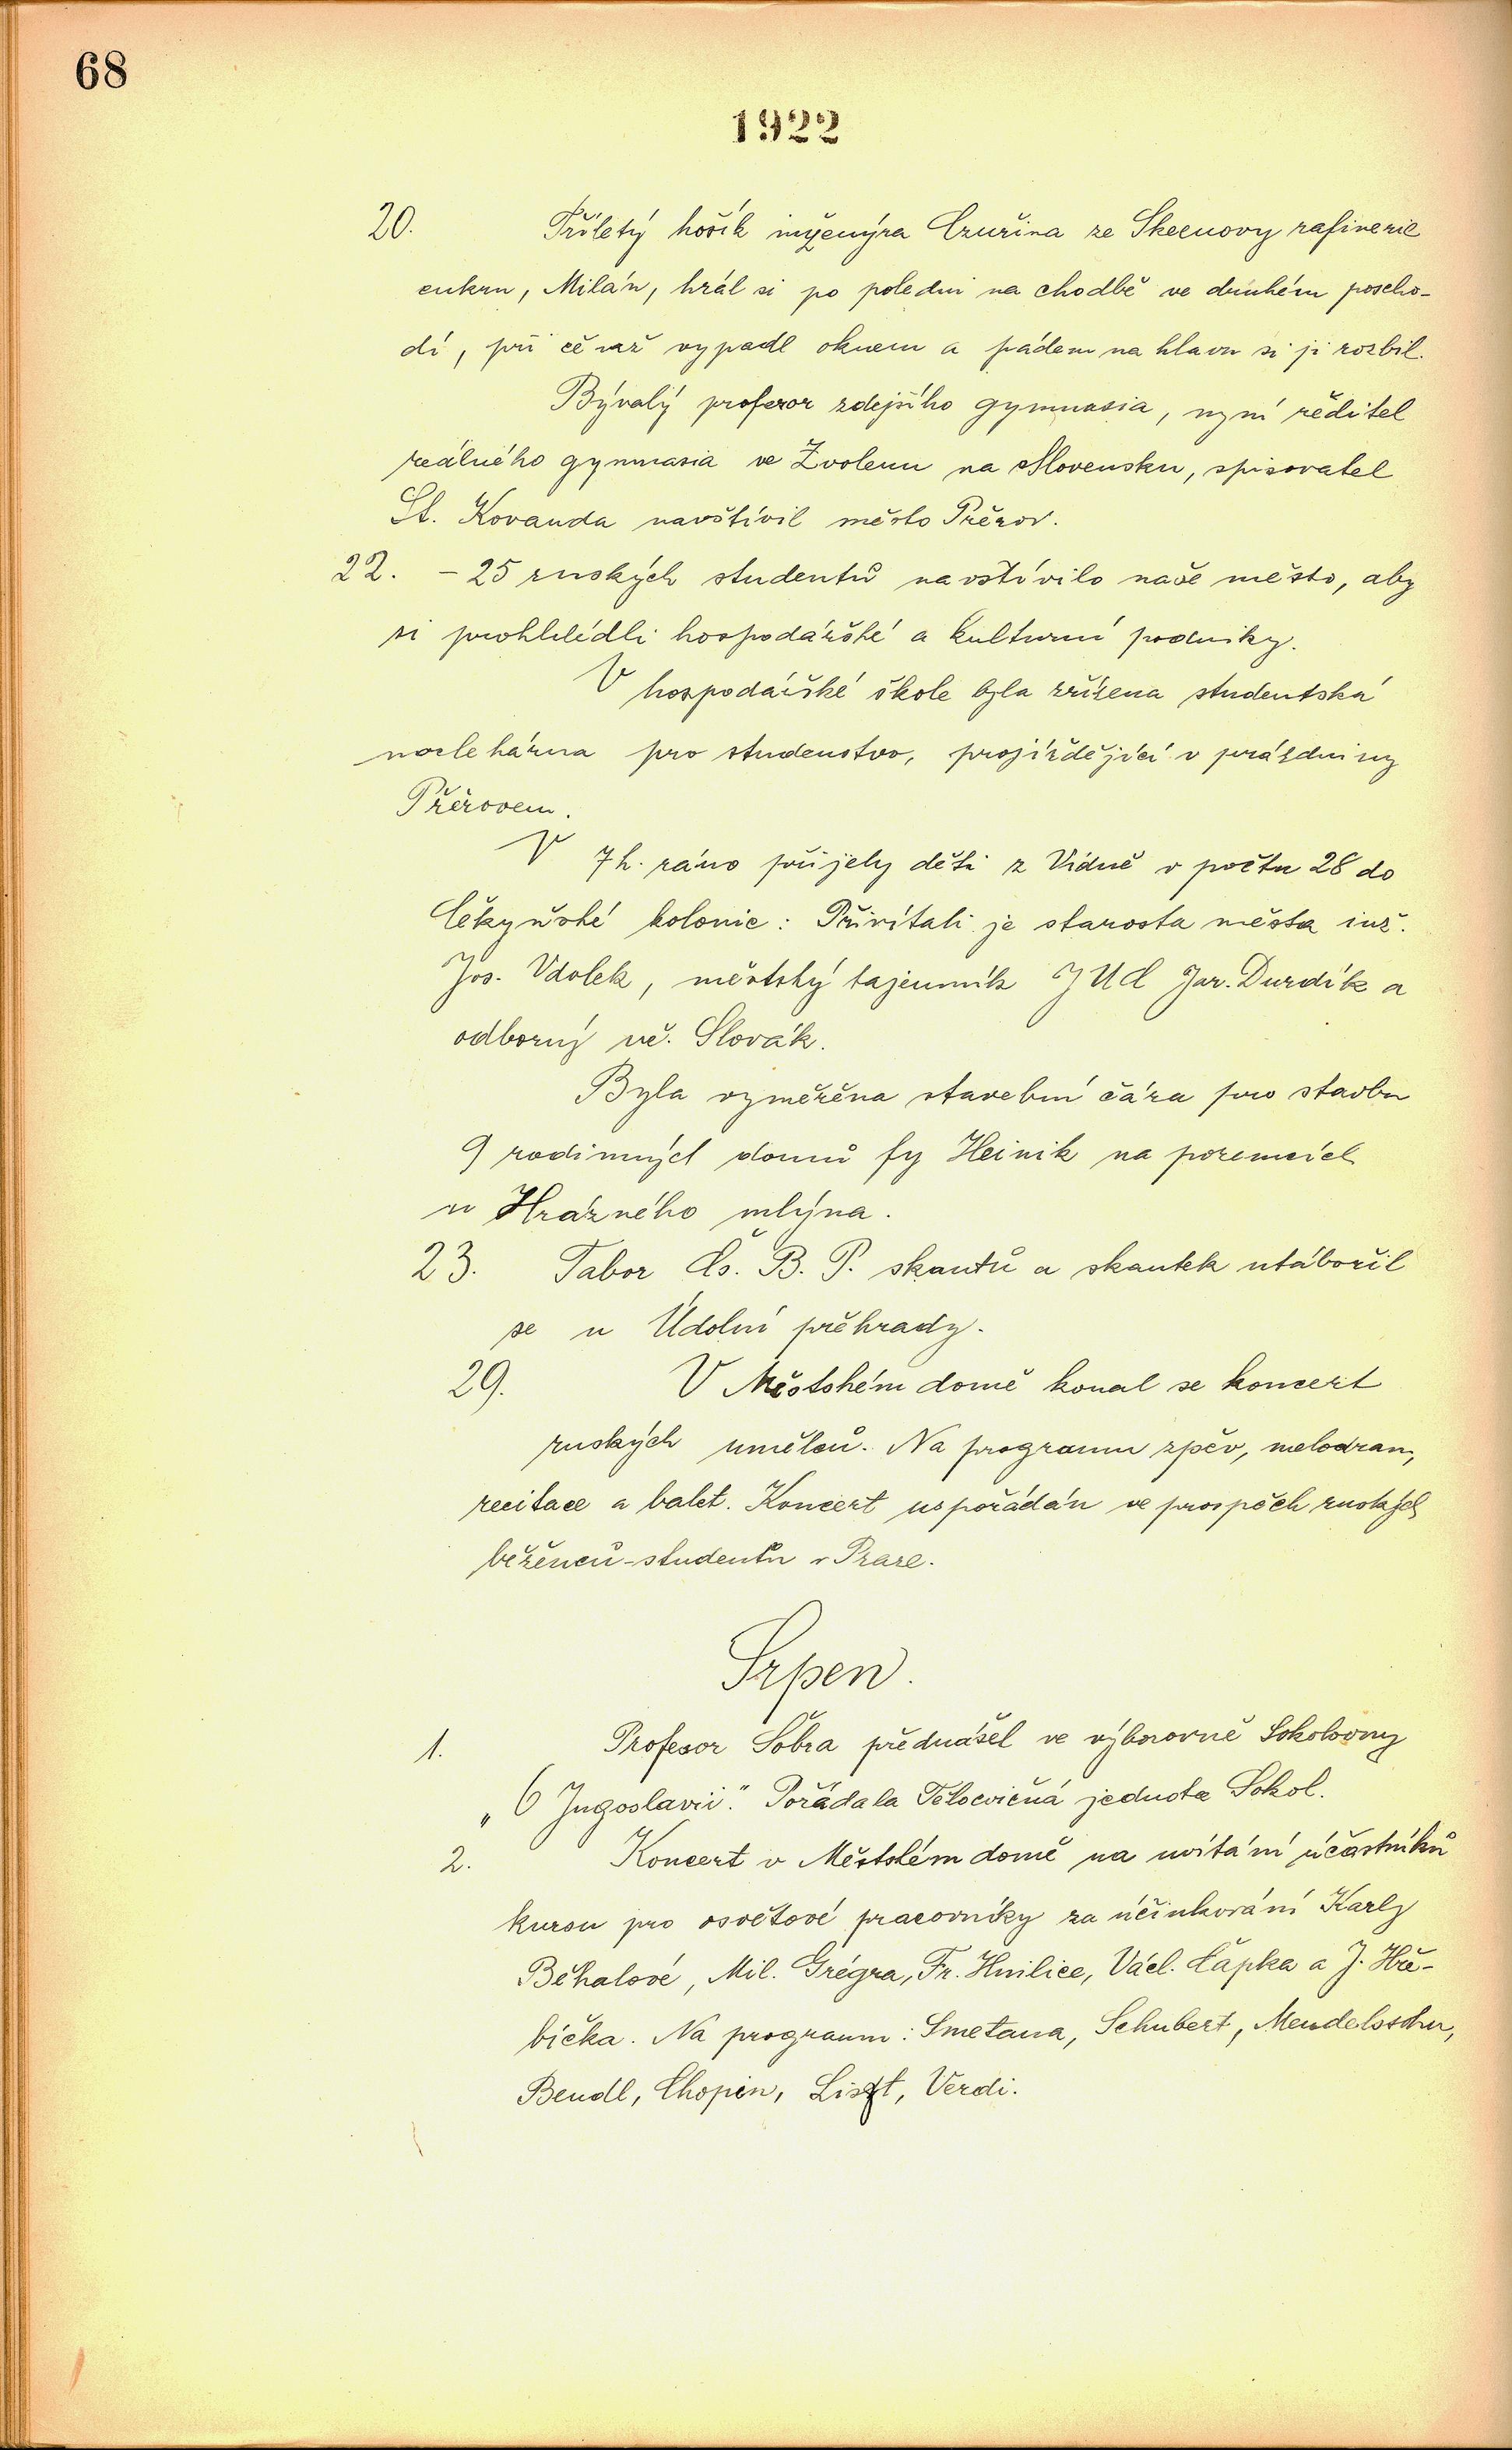 68
1922
20. Tříletý hošík inženýra Czuřina ze Skenovy rafinerie
cukru, Milán, hrál si po poledni na chodbě ve druhém poscho-
dí, při čemž vypadl oknem a pádem na hlavu si ji rozbil.
Bývalý profesor zdejšího gymnasia, nyní ředitel
reálného gymnasia ve Zvolenu na Slovensku, spisovatel
St. Kovanda navštívil město Přerov.
22. – 25 ruských studentů navštívilo naše město, aby
si prohlédli hospodářské a kulturní podniky.
V hospodářské škole byla zřízena studentská
noclehárna pro studenstvo, projíždějící v prázdniny
Přerovem.
V 7 h. ráno přijely děti z Vídně v počtu 28 do
Čekyňské kolonie: Přivítali je starosta města inž.
Jos. Vdolek, městský tajemník JUC Jar. Durdík a
odborný uč. Slovák.
Byla vyměřena stavební čára pro stavbu
9 rodinných domů fy Heinik na pozemcích
u Hrázného mlýna.
23. Tabor Čs. B. P. skautů a skautek utábořil
se u Údolní přehrady.
29. V Městském domě konal se koncert
ruských umělců. Na programu zpěv, melodram,
recitace a balet. Koncert uspořádán ve prospěch ruských
běženců-studentů v Praze.
Srpen.
1. Profesor Šobra přednášel ve výborovně Sokolovny
„O Jugoslavii." Pořádala Tělocvičná jednota Sokol.
2. Koncert v Městském domě na uvítání účastníků
kursu pro osvětové pracovníky za účinkování Karly
Běhalové, Mil. Grégra, Fr. Hnilice, Václ. Čapka a J. Hře-
bíčka. Na programu: Smetana, Schubert, Mendelssohn,
Bendl, Chopin, Liszt, Verdi.